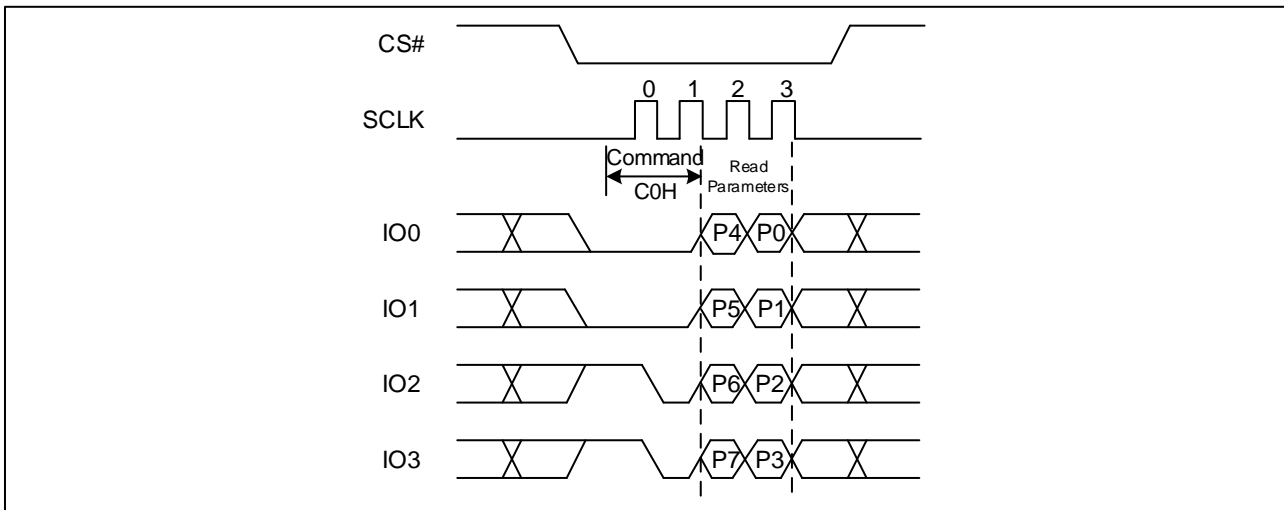 CS#
0 1 2 3
SCLK
Command
C0H
Read
Parameters
IO0 P4 P0
IO1 P5 P1
IO2 P6 P2
IO3 P7 P3